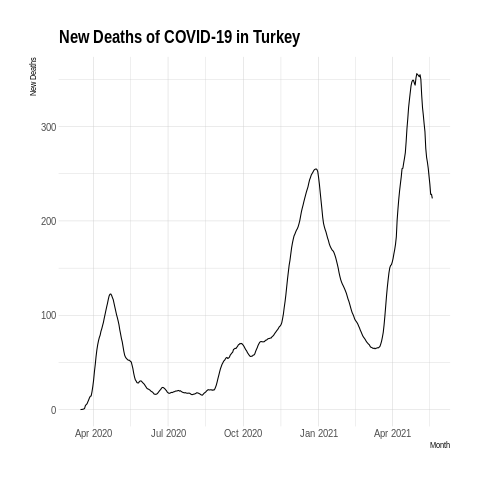 New Deaths of COVID-19 in Turkey
New Deaths
300
200
100
0
Apr 2020 Jul 2020 Oct 2020 Jan 2021 Apr 2021
Month